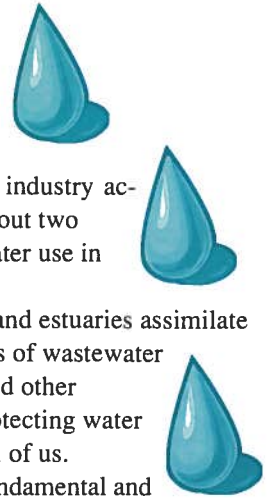 industry ac-
out two
ater use in
and estuaries assimilate
s of wastewater
d other
otecting water
of us.
ndamental and